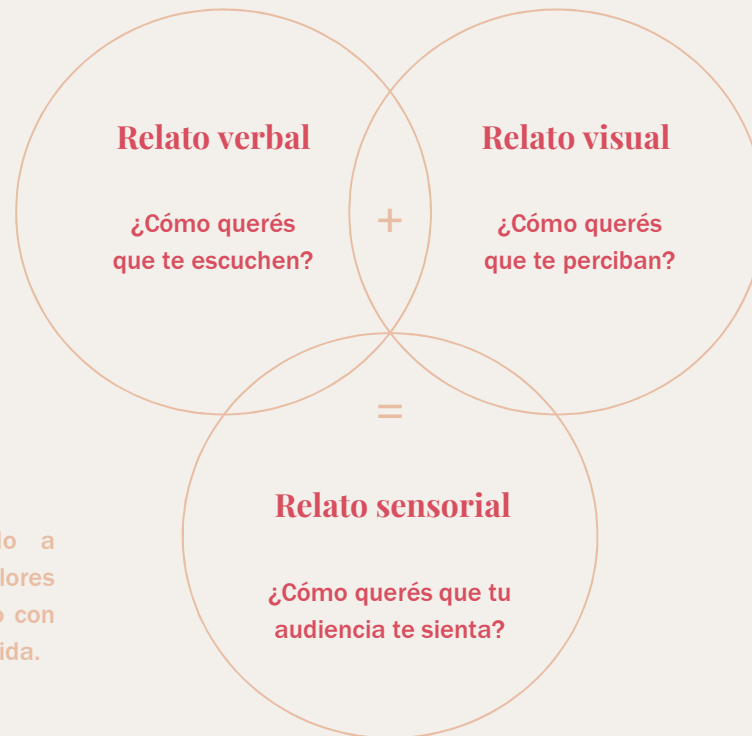 Relato verbal
¿Cómo querés
que te escuchen?
+
Relato visual
¿Cómo querés
que te perciban?
=
Relato sensorial
¿Cómo querés que tu
audiencia te sienta?
a
con